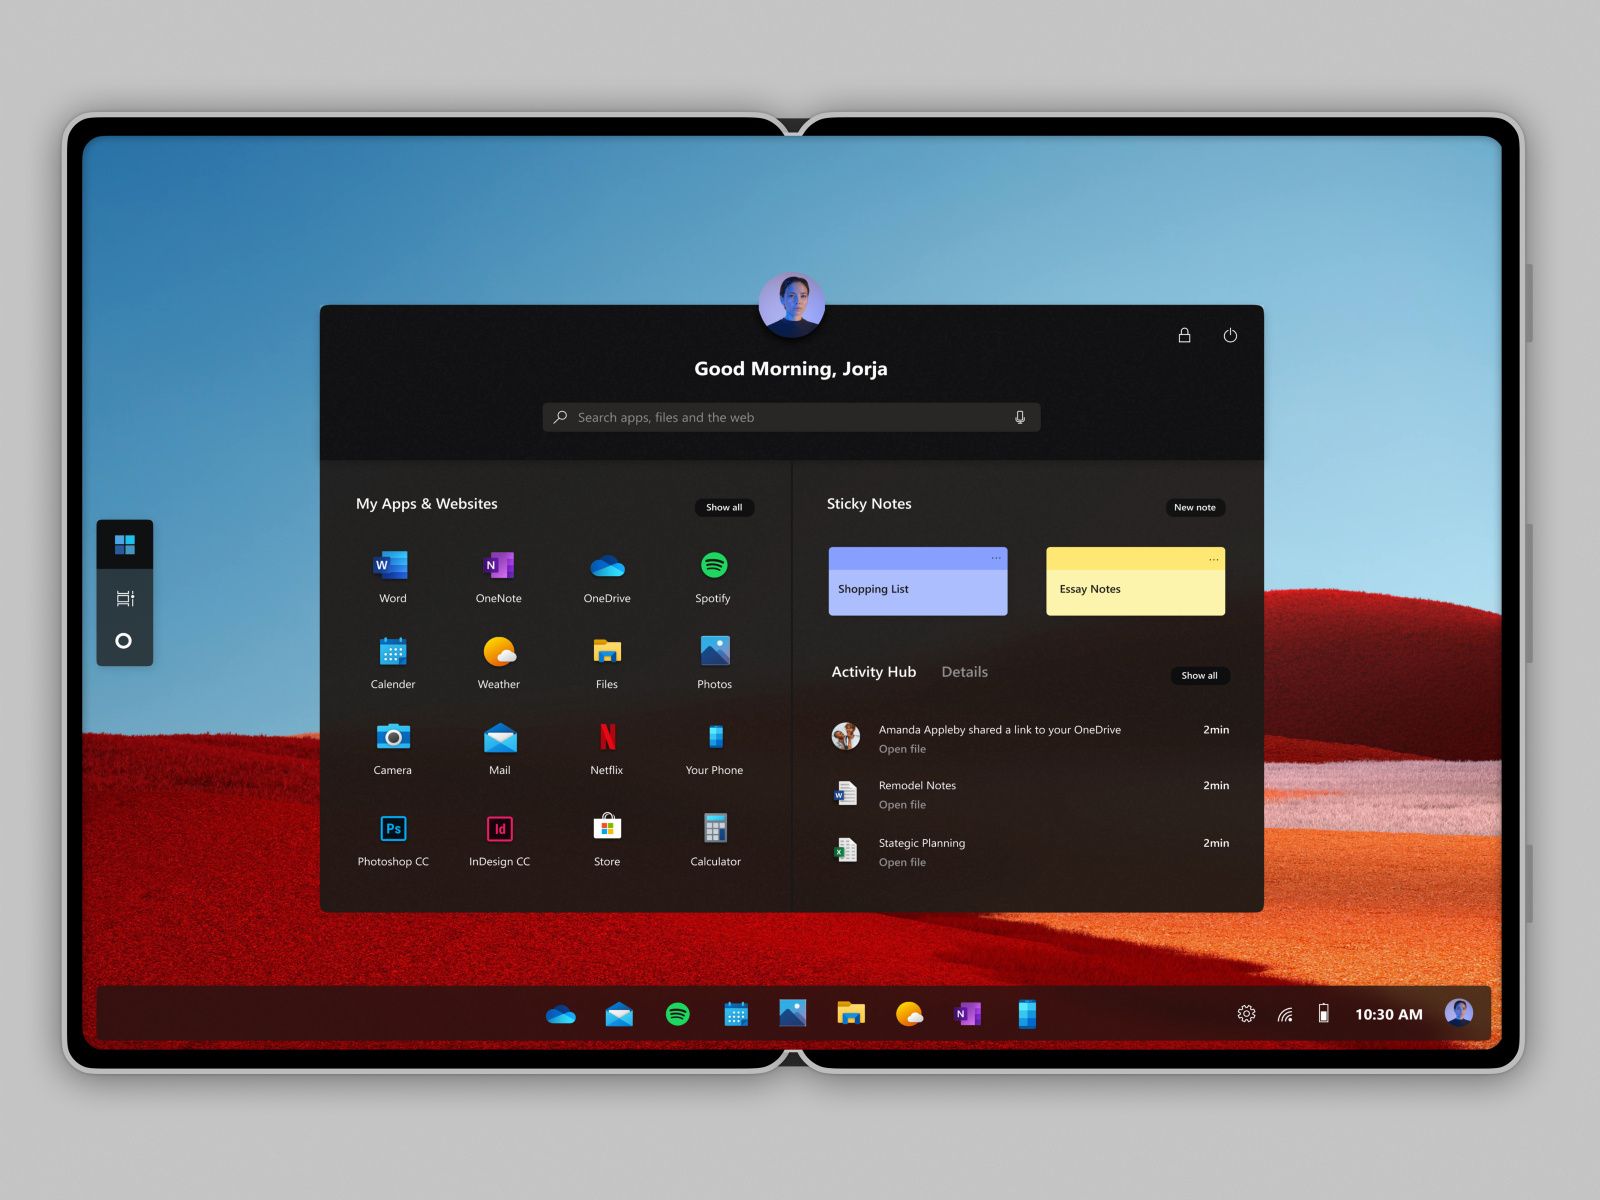 Good Morning, Jorja
Search apps, files and the web
My Apps & Websites
Show all
Word
OneNote
OneDrive
Spotify
Calender
Weather
Files
Photos
Camera
Mail
Netflix
Your Phone
Photoshop CC
InDesign CC
Store
Calculator
Sticky Notes
New note
Shopping List
Essay Notes
Activity Hub
Details
Show all
Amanda Appleby shared a link to your OneDrive
2min
Open file
Remodel Notes
2min
Open file
Stategic Planning
2min
Open file
W
N
N
Ps
Id
W
X
N
10:30 AM